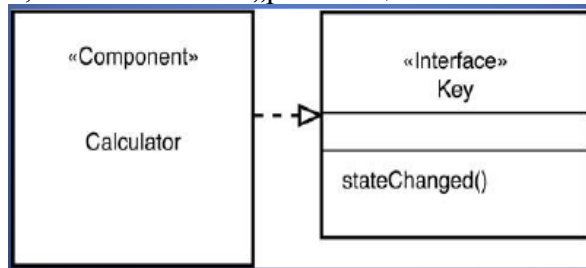 «Component»
Calculator
«Interface»
Key
stateChanged()